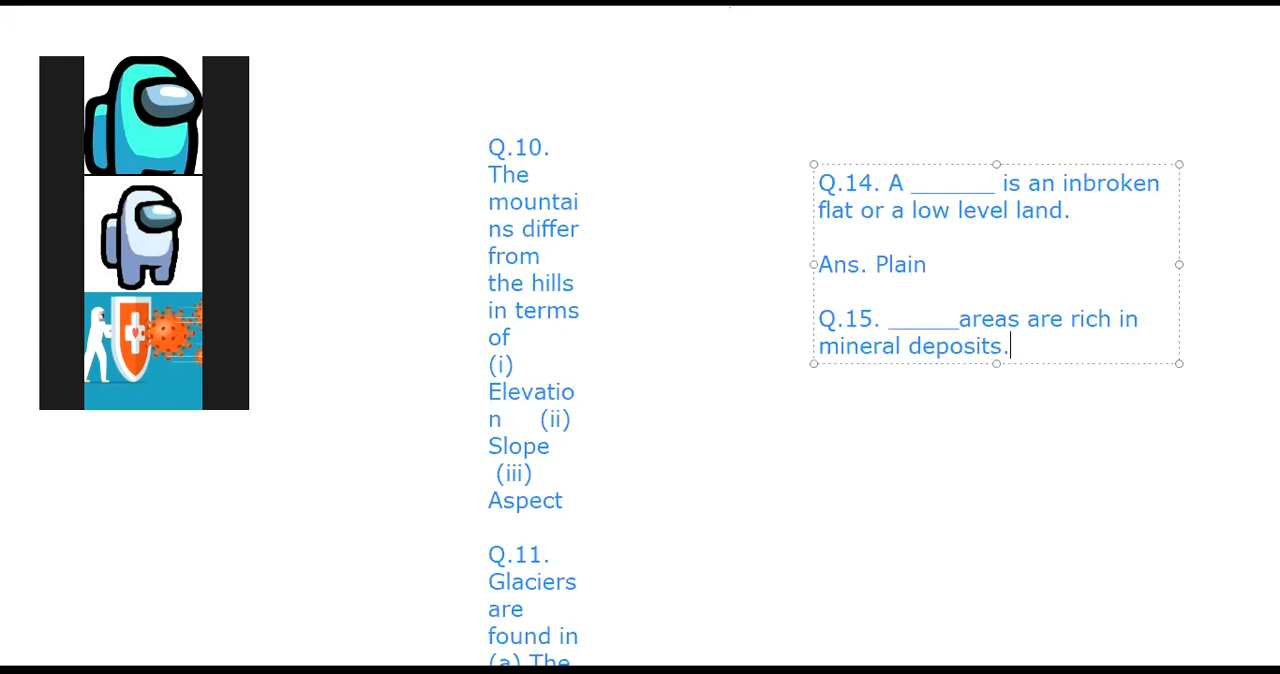 Q.10.
The
mountai
ns differ
from
the hills
in terms
of
(i)
Elevatio
n (ii)
Slope
(iii)
Aspect
Q.11.
Glaciers
are
found in
(a) The
Q.14. A _______ is an inbroken
flat or a low level land.
Ans. Plain
Q.15. ______areas are rich in
mineral deposits.